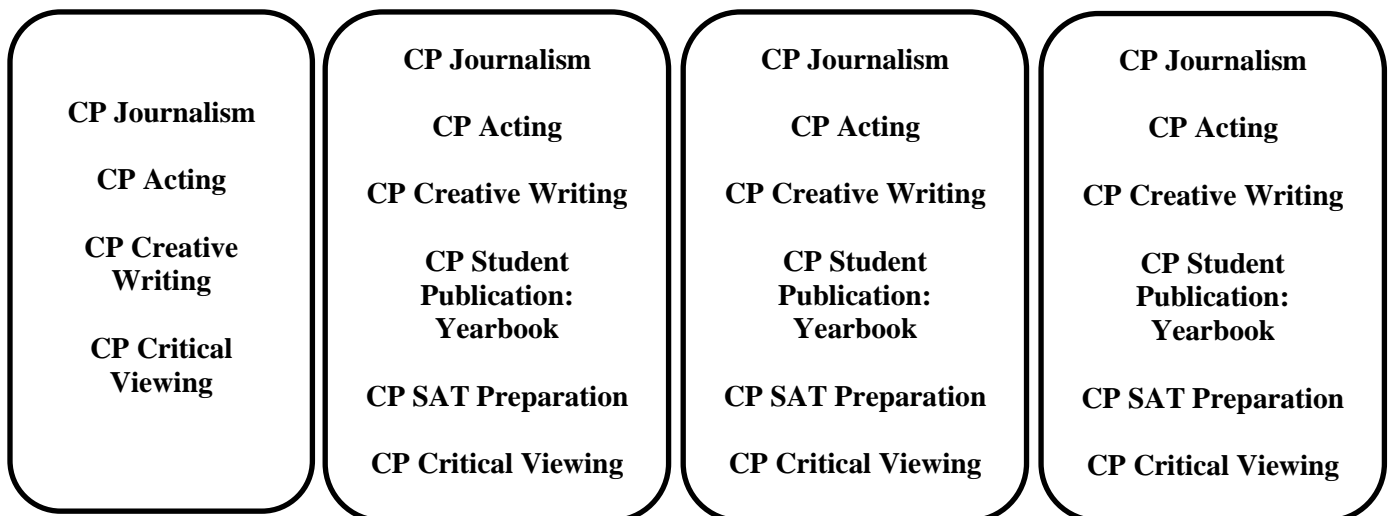 CP Journalism
CP Acting
CP Creative
Writing
CP Critical
Viewing
CP Journalism
CP Acting
CP Creative Writing
CP Student
Publication:
Yearbook
CP SAT Preparation
CP Critical Viewing
CP Journalism
CP Acting
CP Creative Writing
CP Student
Publication:
Yearbook
CP SAT Preparation
CP Critical Viewing
CP Journalism
CP Acting
CP Creative Writing
CP Student
Publication:
Yearbook
CP SAT Preparation
CP Critical Viewing